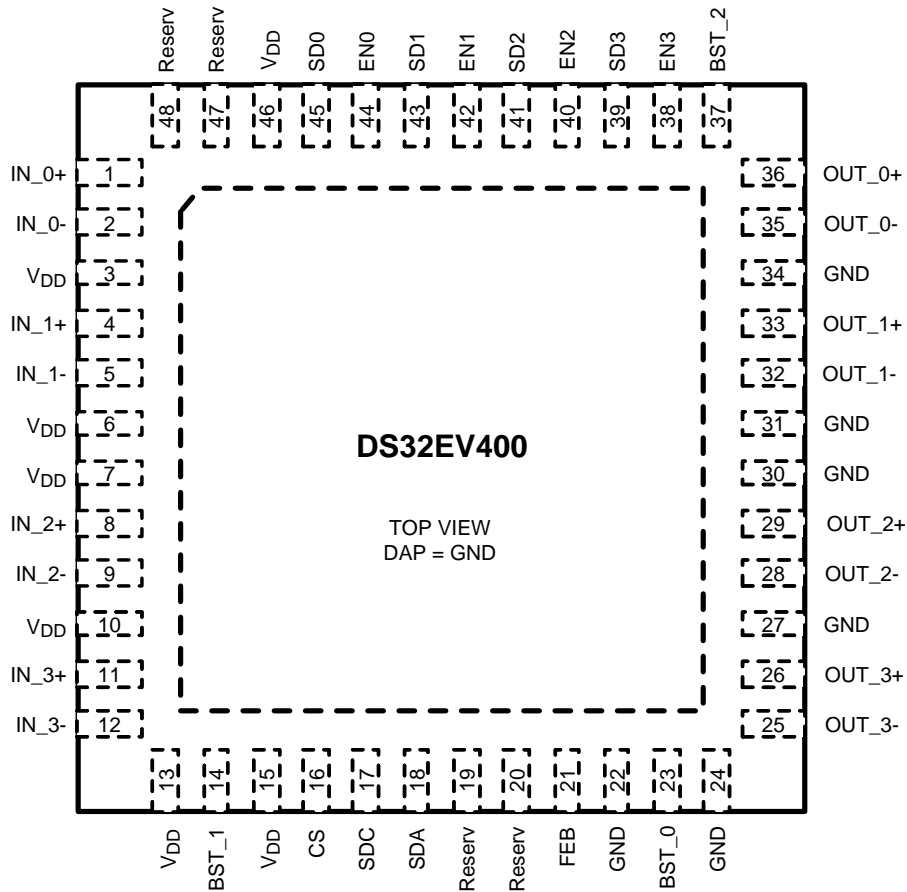 Reserv Reserv VDD SD0 EN0 SD1 EN1 SD2 EN2 SD3 EN3 BST_2
48 47 46 45 44 43 42 41 40 39 38 37
IN_0+ 1 36 OUT_0+
IN_0- 2 35 OUT_0-
VDD 3 34 GND
IN_1+ 4 33 OUT_1+
IN_1- 5 32 OUT_1-
VDD 6 31 GND
VDD 7 30 GND
DS32EV400
IN_2+ 8 29 OUT_2+
TOP VIEW
DAP = GND
IN_2- 9 28 OUT_2-
VDD 10 27 GND
IN_3+ 11 26 OUT_3+
IN_3- 12 25 OUT_3-
13 14 15 16 17 18 19 20 21 22 23 24
VDD BST_1 VDD CS SDC SDA Reserv Reserv FEB GND BST_0 GND